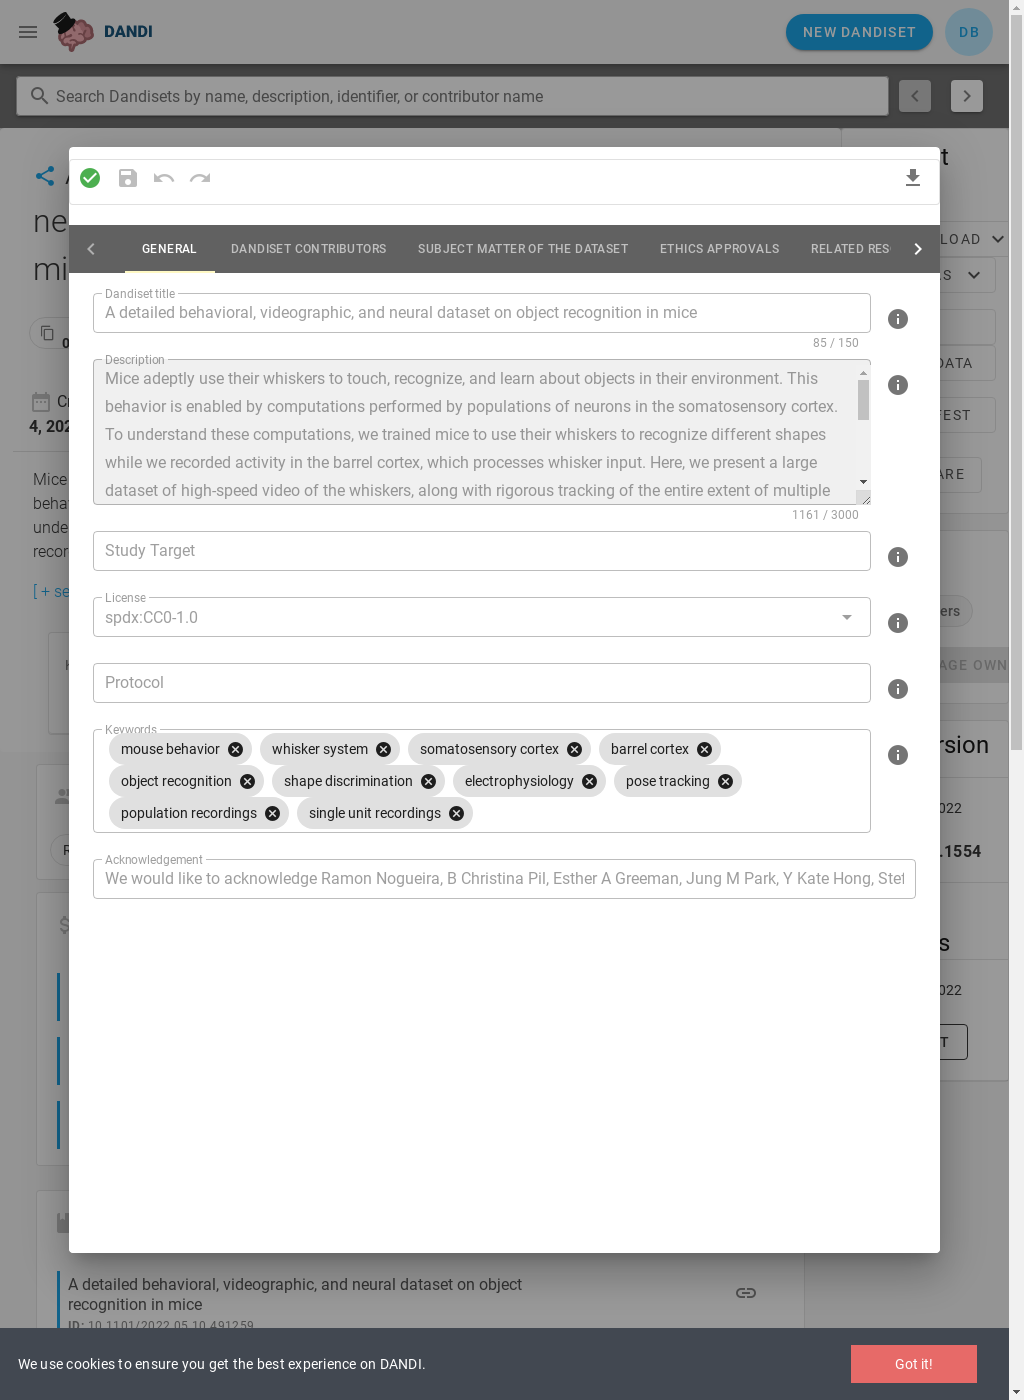 DANDI
NEW DANDISET
DB
Search Dandisets by name, description, identifier, or contributor name
GENERAL
DANDISET CONTRIBUTORS
SUBJECT MATTER OF THE DATASET
ETHICS APPROVALS
RELATED RES
Dandiset title
A detailed behavioral, videographic, and neural dataset on object recognition in mice
85 / 150
Description
Mice adeptly use their whiskers to touch, recognize, and learn about objects in their environment. This
behavior is enabled by computations performed by populations of neurons in the somatosensory cortex.
To understand these computations, we trained mice to use their whiskers to recognize different shapes
while we recorded activity in the barrel cortex, which processes whisker input. Here, we present a large
dataset of high-speed video of the whiskers, along with rigorous tracking of the entire extent of multiple
1161 / 3000
Study Target
License
spdx:CC0-1.0
Protocol
Keywords
mouse behavior
whisker system
somatosensory cortex
barrel cortex
object recognition
shape discrimination
electrophysiology
pose tracking
population recordings
single unit recordings
Acknowledgement
We would like to acknowledge Ramon Nogueira, B Christina Pil, Esther A Greeman, Jung M Park, Y Kate Hong, Stef
ne
mi
4, 202
Mice
beha
unde
recor
[ + se
LOAD
DATA
ARE
ers
AGE OWN
rsion
022
.1554
022
A detailed behavioral, videographic, and neural dataset on object
recognition in mice
ID: 10.1101/2022.05.10.491259
We use cookies to ensure you get the best experience on DANDI.
Got it!